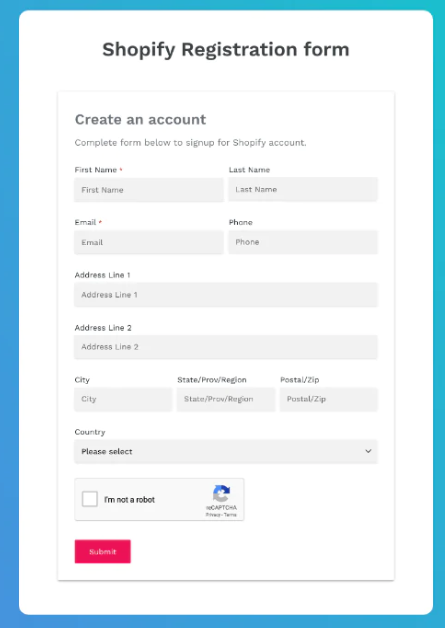 Shopify Registration form
Create an account
Complete form below to signup for Shopify account.
First Name * Last Name
First Name Last Name
Email * Phone
Email Phone
Address Line 1
Address Line 1
Address Line 2
Address Line 2
City State/Prov/Region Postal/Zip
City State/Prov/Region Postal/Zip
Country
Please select
I'm not a robot
reCAPTCHA
Privacy - Terms
Submit